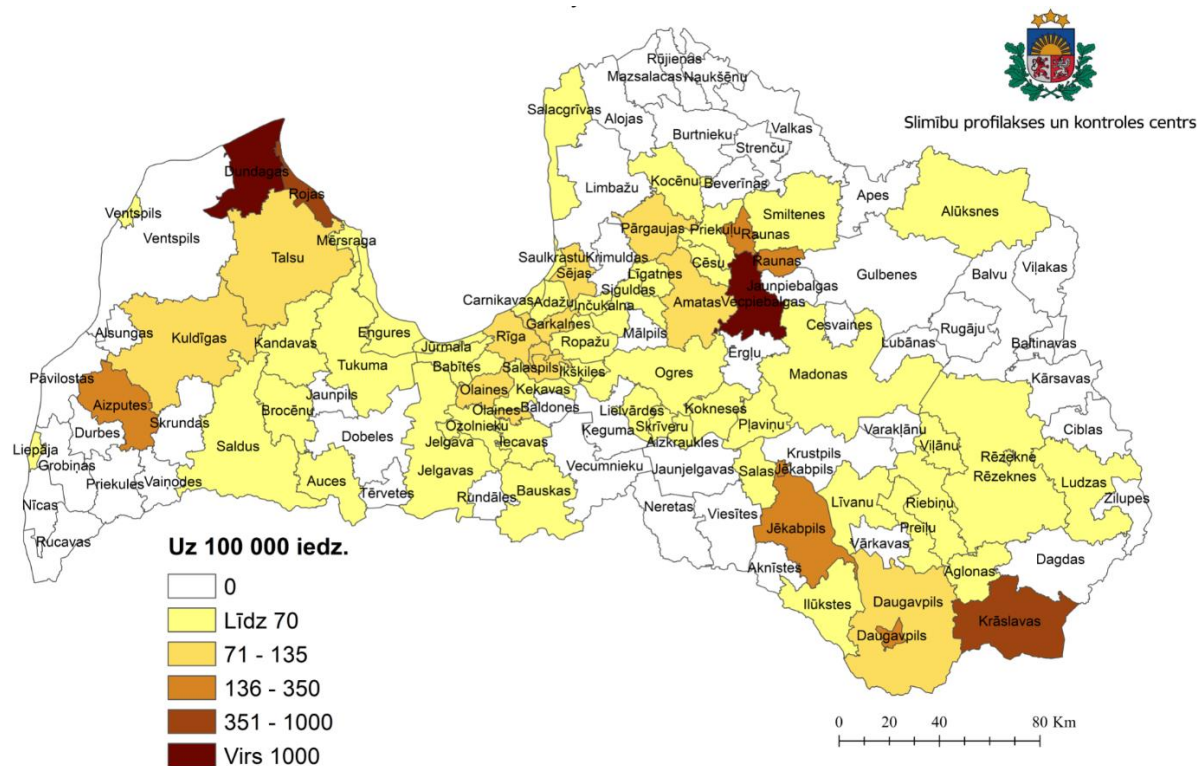 Slimību profilakses un kontroles centrs
Rūjienas
Mazsalacas
Naukšēnu
Salacgrīvas
Alojas
Burtnieku
Valkas
Strenču
Dundagas
Rojas
Limbažu
Kocēnu
Beverīnas
Apes
Alūksnes
Smiltenes
Ventspils
Ventspils
Mērsraga
Talsu
Pārgaujas
Priekuļu
Raunas
Raunas
Saulkrastu
Krimuldas
Sējas
Līgatnes
Cēsu
Siguldas
Gulbenes
Balvu
Viļakas
Jaunpiebalgas
Vecpiebalgas
Carnikavas
Ādažu
Inčukalna
Amatas
Cesvaines
Lubānas
Rugāju
Baltinavas
Alsungas
Kuldīgas
Kandavas
Engures
Jūrmala
Rīga
Garkalnes
Ropažu
Mālpils
Ērgļu
Madonas
Kārsavas
Tukuma
Babītes
Salaspils
Ikšķiles
Ogres
Pāvilostas
Aizputes
Skrundas
Brocēnu
Jaunpils
Olaines
Olaines
Ķekavas
Baldones
Lielvārdes
Kokneses
Pļaviņu
Varakļānu
Viļānu
Ciblas
Durbes
Liepāja
Grobiņas
Saldus
Dobeles
Ozolnieku
Jelgava
Iecavas
Ķeguma
Skrīveru
Aizkraukles
Krustpils
Jēkabpils
Rēzekne
Rēzeknes
Ludzas
Zilupes
Priekules
Vaiņodes
Nīcas
Rucavas
Auces
Tērvetes
Jelgavas
Rundāles
Bauskas
Vecumnieku
Jaunjelgavas
Salas
Neretas
Viesītes
Jēkabpils
Līvānu
Riebiņu
Preiļu
Vārkavas
Aknīstes
Aglonas
Dagdas
Ilūkstes
Daugavpils
Daugavpils
Krāslavas
Uz 100 000 iedz.
0
Līdz 70
71 - 135
136 - 350
351 - 1000
Virs 1000
0 20 40 80 Km